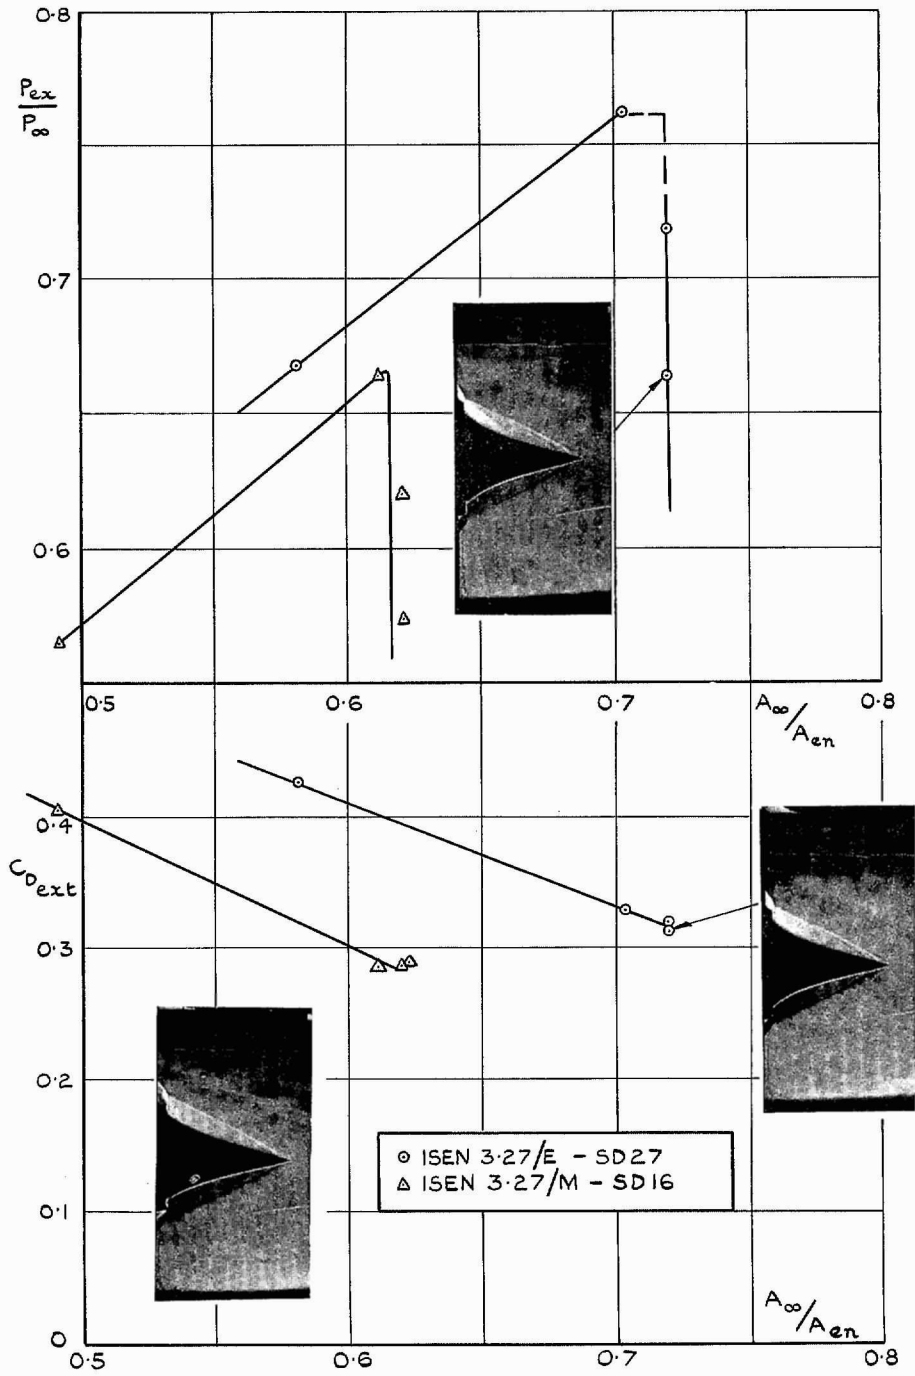 0.8
Pex
P∞
0.7
0.6
0.5 0.6 0.7 A∞/Aen 0.8
0.4
CDext
0.3
0.2
⊙ ISEN 3.27/E - SD27
△ ISEN 3.27/M - SD16
0.1
A∞/Aen
0
0.5 0.6 0.7 0.8